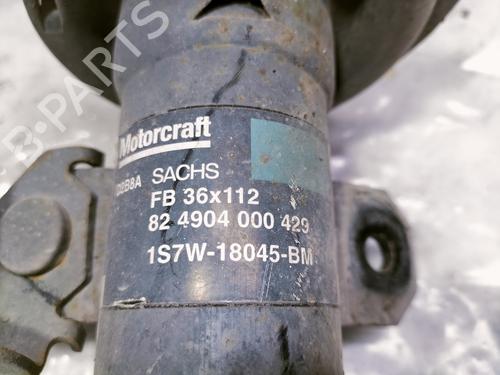 Motorcraft
SACHS
FB 36x112
82 4904 000 429
1S7W-18045-BM
B-PARTS